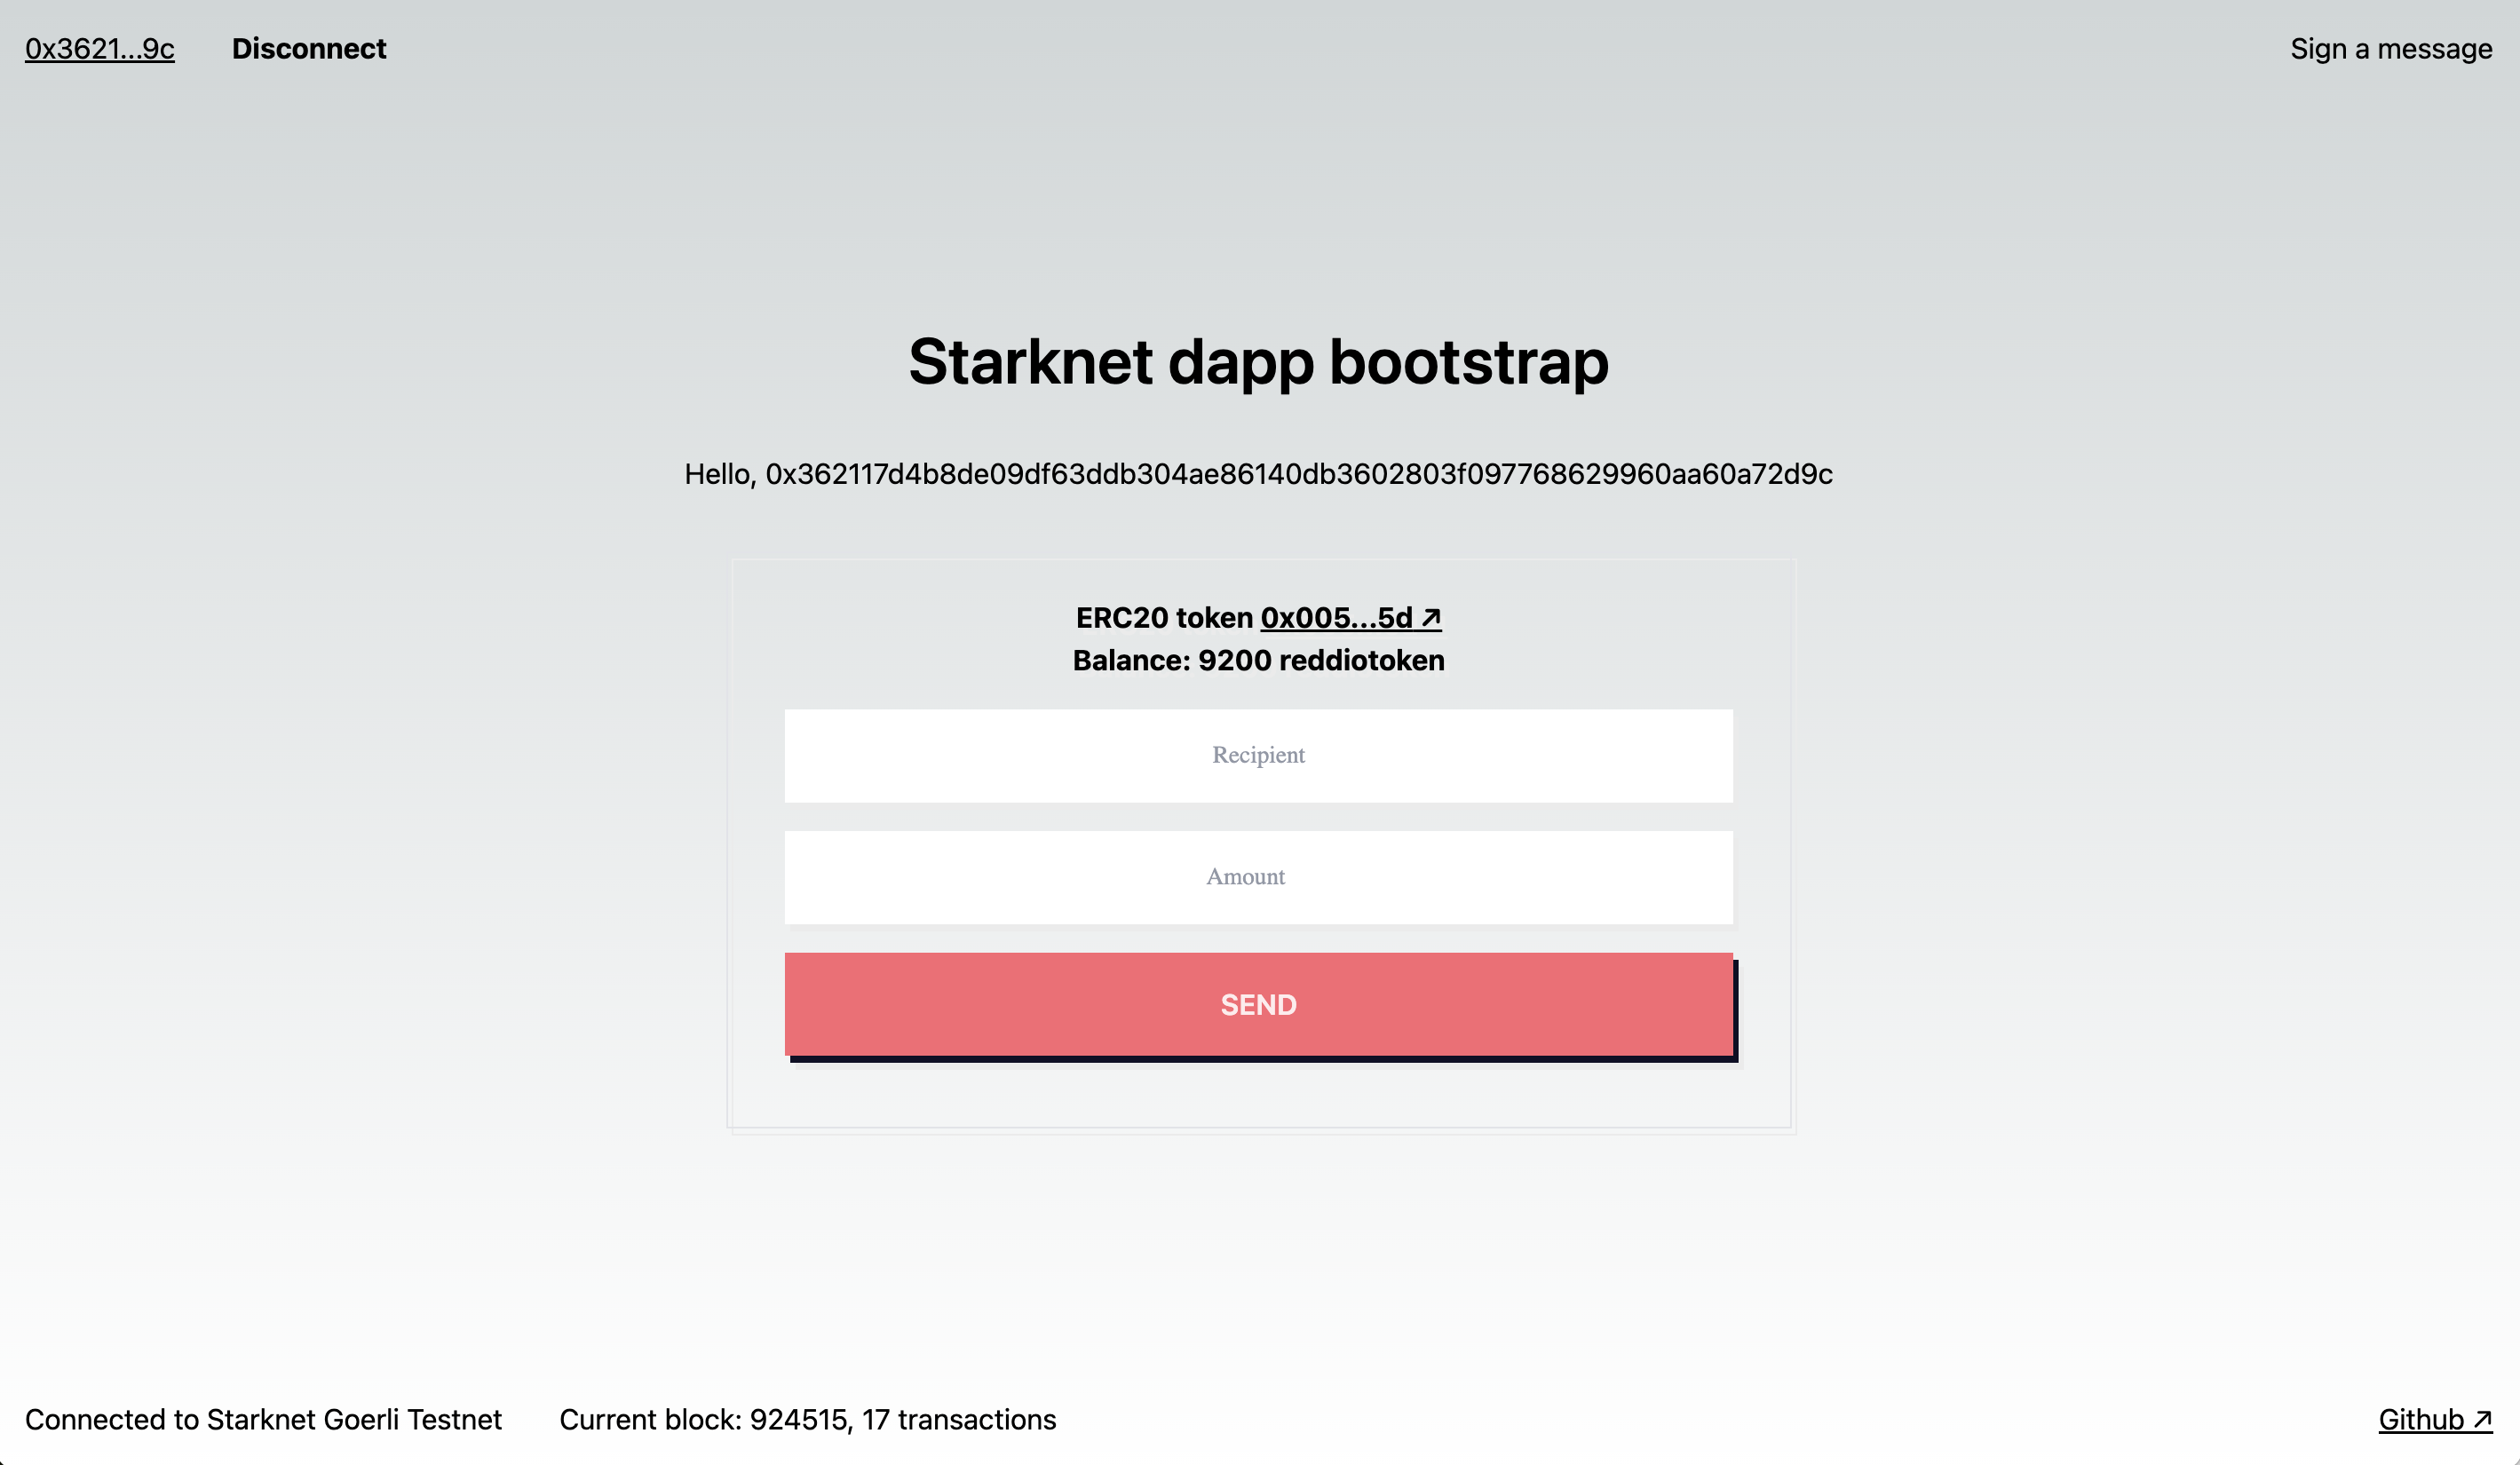 0x3621...9c Disconnect Sign a message
Starknet dapp bootstrap
Hello, 0x362117d4b8de09df63ddb304ae86140db3602803f097768629960aa60a72d9c
ERC20 token 0x005...5d ↗
Balance: 9200 reddiotoken
Recipient
Amount
SEND
Connected to Starknet Goerli Testnet Current block: 924515, 17 transactions Github ↗